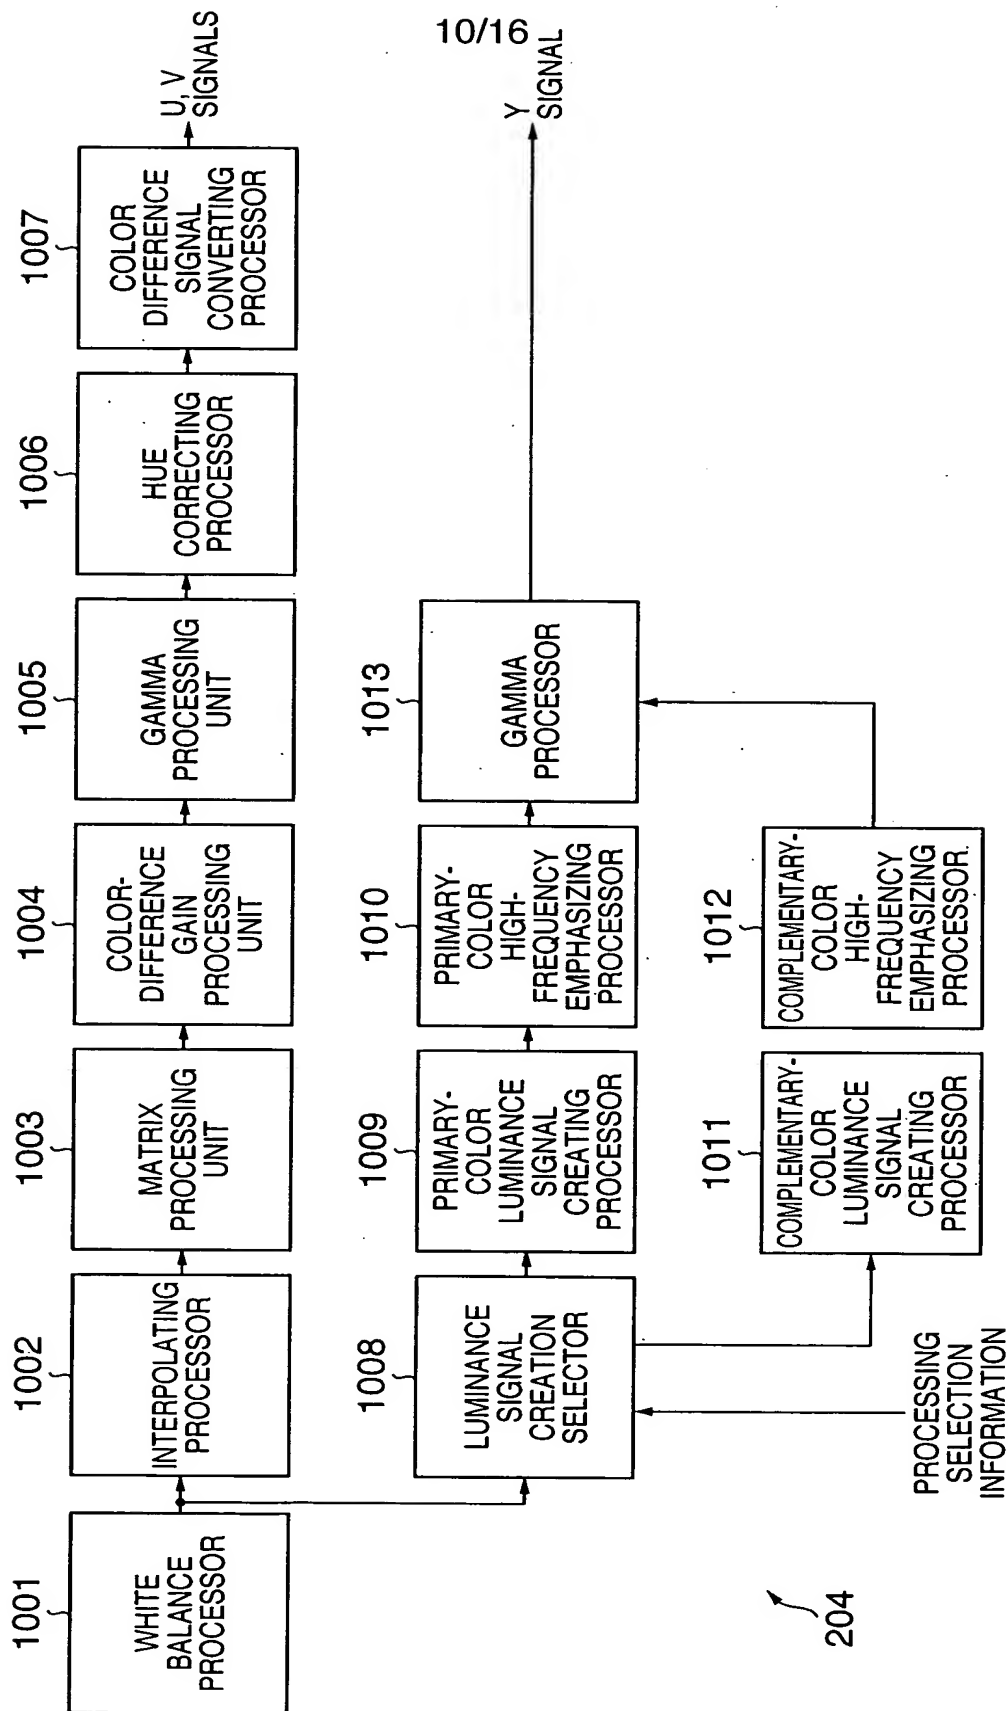 10/16
1001
WHITE
BALANCE
PROCESSOR
1002
INTERPOLATING
PROCESSOR
1003
MATRIX
PROCESSING
UNIT
1004
COLOR-
DIFFERENCE
GAIN
PROCESSING
UNIT
1005
GAMMA
PROCESSING
UNIT
1006
HUE
CORRECTING
PROCESSOR
1007
COLOR
DIFFERENCE
SIGNAL
CONVERTING
PROCESSOR
U, V
SIGNALS
1008
LUMINANCE
SIGNAL
CREATION
SELECTOR
1009
PRIMARY-
COLOR
LUMINANCE
SIGNAL
CREATING
PROCESSOR
1010
PRIMARY-
COLOR
HIGH-
FREQUENCY
EMPHASIZING
PROCESSOR
1013
GAMMA
PROCESSOR
Y
SIGNAL
PROCESSING
SELECTION
INFORMATION
1011
COMPLEMENTARY-
COLOR
LUMINANCE
SIGNAL
CREATING
PROCESSOR
1012
COMPLEMENTARY-
COLOR
HIGH-
FREQUENCY
EMPHASIZING
PROCESSOR.
204